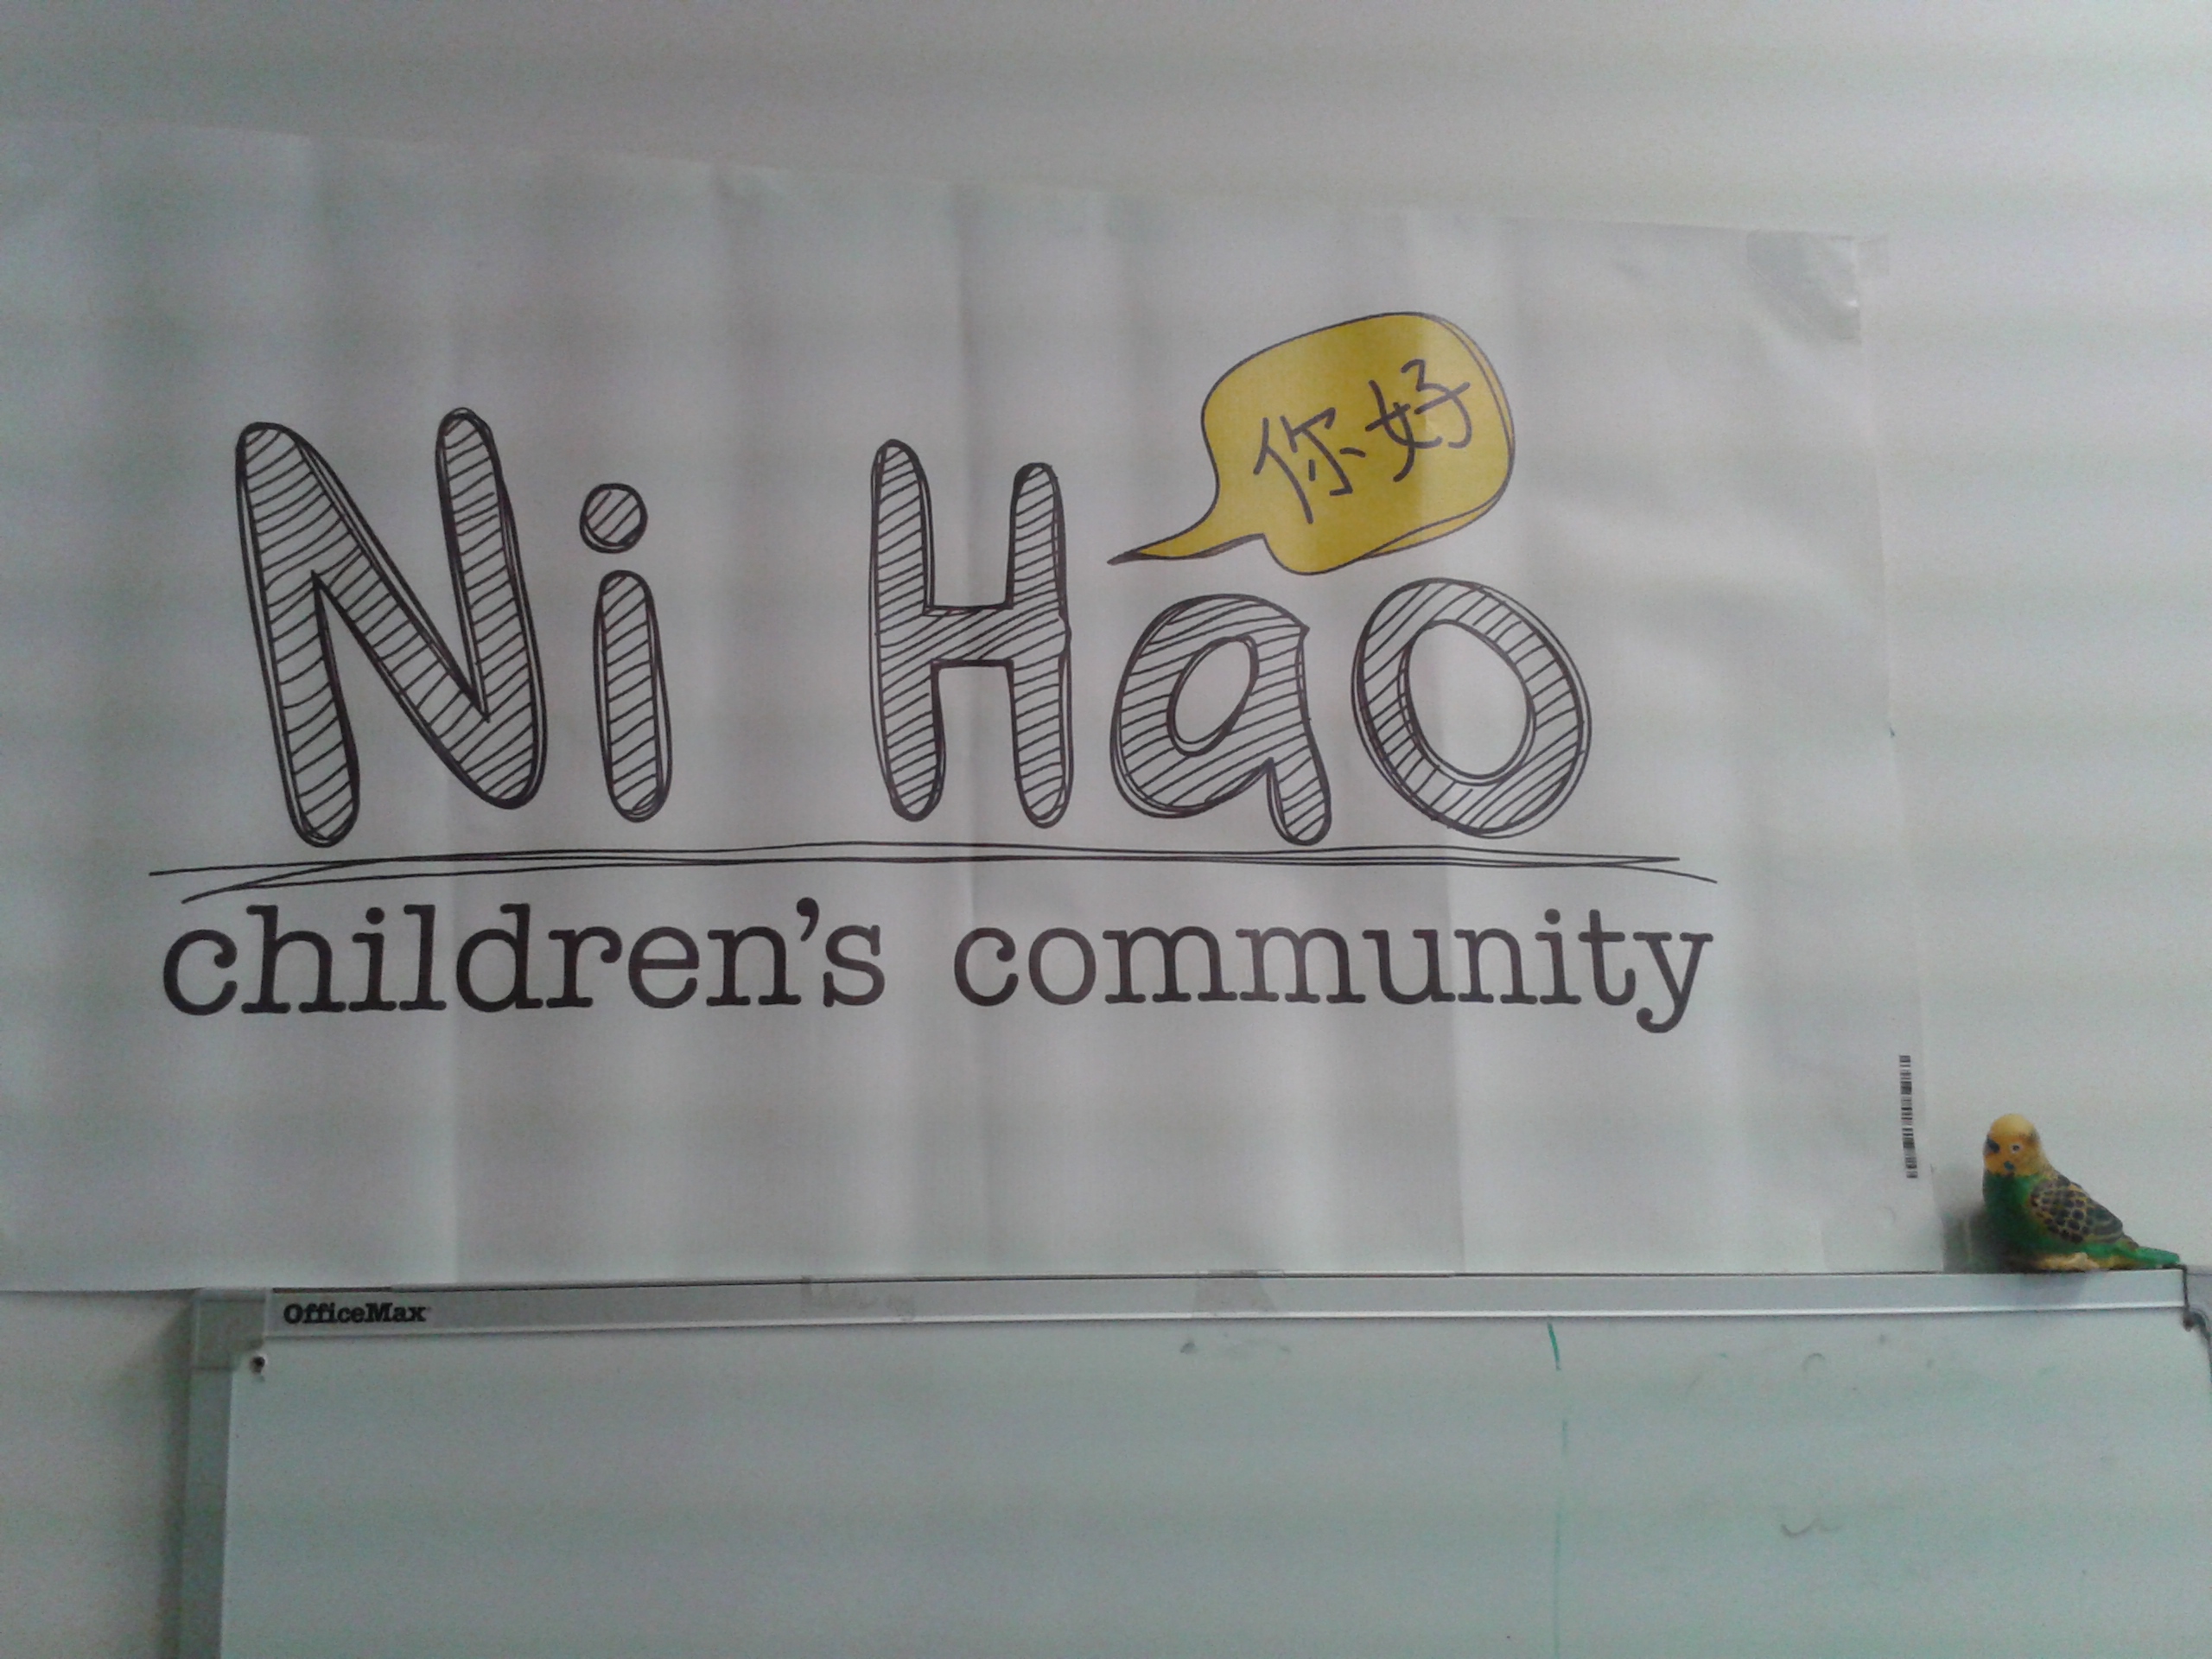 你好
Ni Hao
children's community
OfficeMax